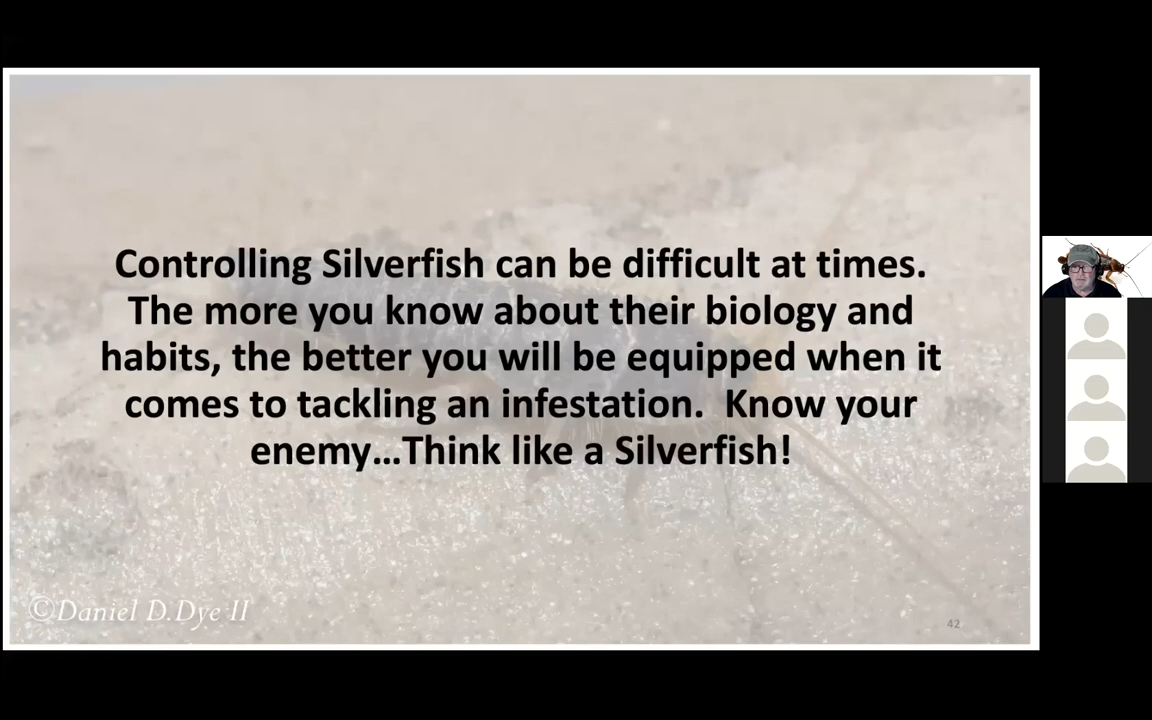 Controlling Silverfish can be difficult at times.
The more you know about their biology and
habits, the better you will be equipped when it
comes to tackling an infestation.  Know your
enemy...Think like a Silverfish!
©Daniel D.Dye II
42